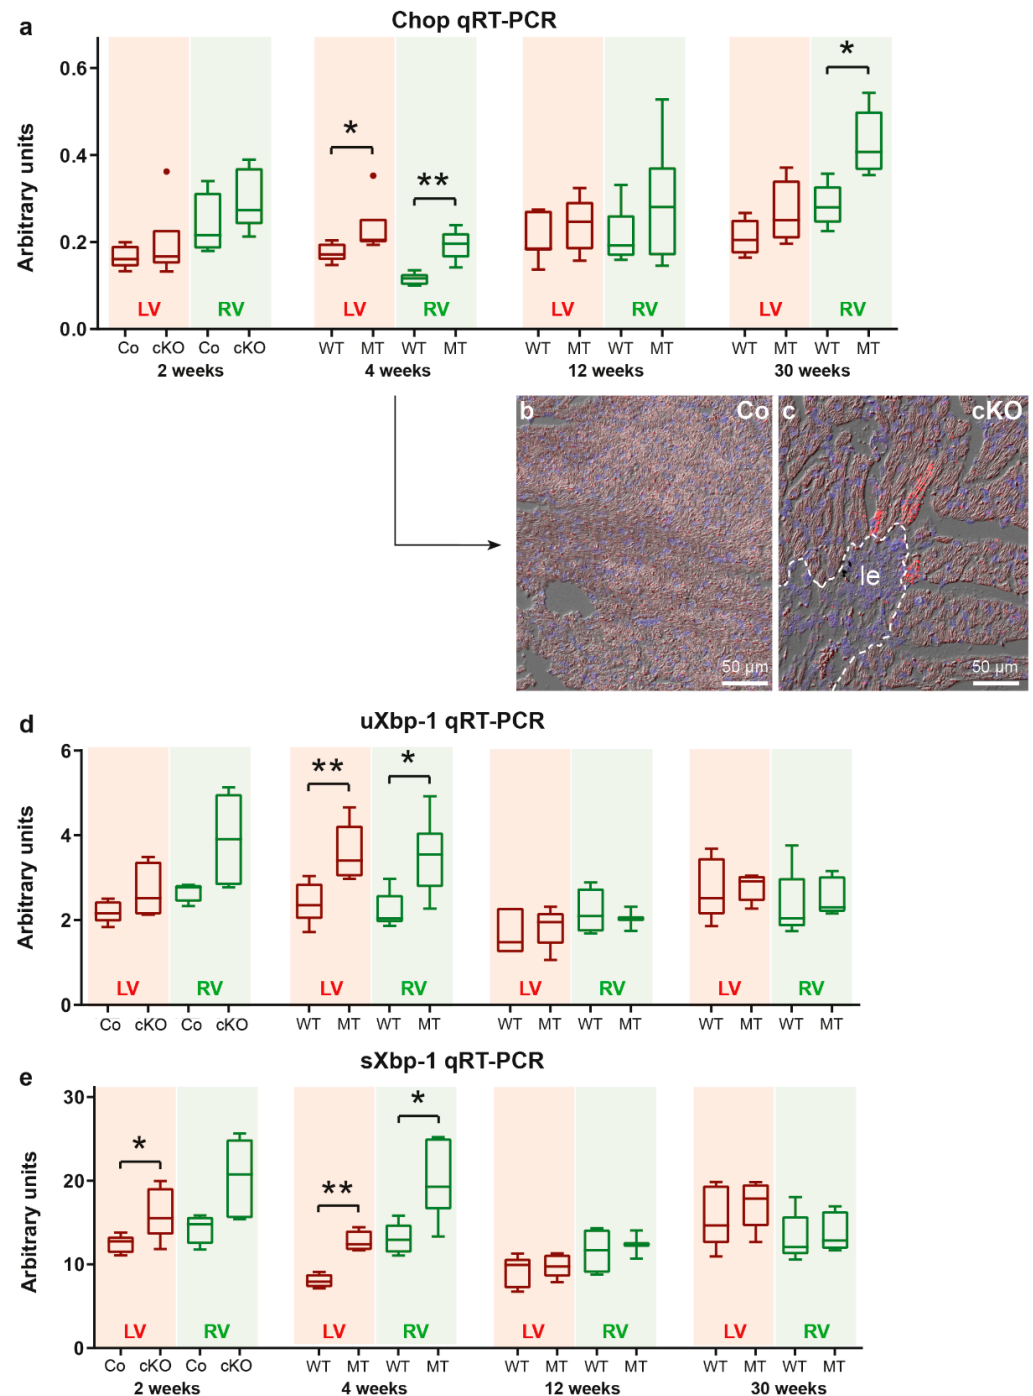 a
Chop qRT-PCR
Arbitrary units
0.6
0.4
0.2
0.0
* ** *
LV RV LV RV LV RV LV RV
Co cKO Co cKO WT MT WT MT WT MT WT MT WT MT WT MT
2 weeks 4 weeks 12 weeks 30 weeks
b Co c cKO
le
50 µm 50 µm
d
uXbp-1 qRT-PCR
Arbitrary units
6
4
2
0
** *
LV RV LV RV LV RV LV RV
Co cKO Co cKO WT MT WT MT WT MT WT MT WT MT WT MT
e
sXbp-1 qRT-PCR
Arbitrary units
30
20
10
0
* ** *
LV RV LV RV LV RV LV RV
Co cKO Co cKO WT MT WT MT WT MT WT MT WT MT WT MT
2 weeks 4 weeks 12 weeks 30 weeks